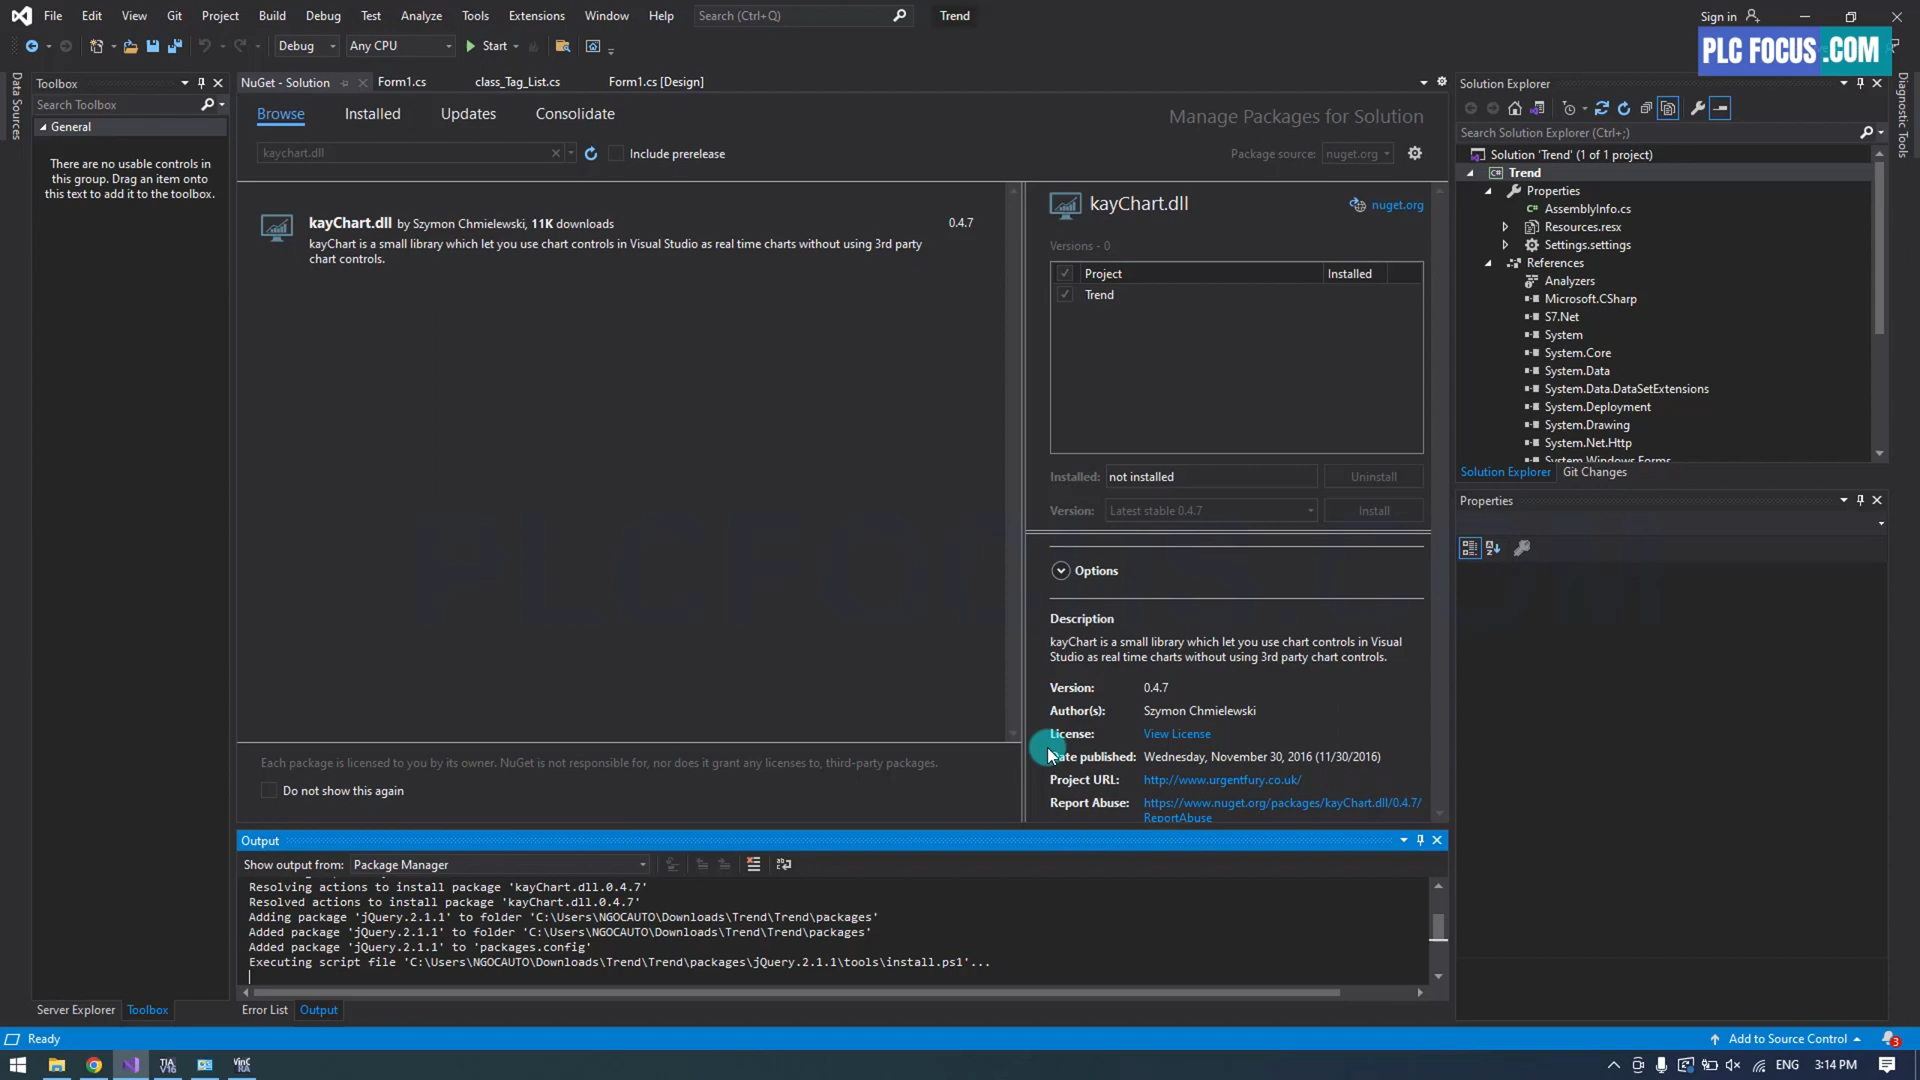 File Edit View Git Project Build Debug Test Analyze Tools Extensions Window Help Search (Ctrl+Q) Trend Sign in
PLC FOCUS .COM
Debug Any CPU Start
Data Sources
Toolbox
Search Toolbox
General
There are no usable controls in
this group. Drag an item onto
this text to add it to the toolbox.
NuGet - Solution Form1.cs class_Tag_List.cs Form1.cs [Design]
Browse Installed Updates Consolidate
Manage Packages for Solution
kaychart.dll Include prerelease Package source: nuget.org
kayChart.dll by Szymon Chmielewski, 11K downloads 0.4.7
kayChart is a small library which let you use chart controls in Visual Studio as real time charts without using 3rd party
chart controls.
kayChart.dll nuget.org
Versions - 0
Project Installed
Trend
Installed: not installed Uninstall
Version: Latest stable 0.4.7 Install
Options
Description
kayChart is a small library which let you use chart controls in Visual
Studio as real time charts without using 3rd party chart controls.
Version: 0.4.7
Author(s): Szymon Chmielewski
License: View License
Date published: Wednesday, November 30, 2016 (11/30/2016)
Project URL: http://www.urgentfury.co.uk/
Report Abuse: https://www.nuget.org/packages/kayChart.dll/0.4.7/
ReportAbuse
Each package is licensed to you by its owner. NuGet is not responsible for, nor does it grant any licenses to, third-party packages.
Do not show this again
Output
Show output from: Package Manager
Resolving actions to install package 'kayChart.dll.0.4.7'
Resolved actions to install package 'kayChart.dll.0.4.7'
Adding package 'jQuery.2.1.1' to folder 'C:\Users\NGOCAUTO\Downloads\Trend\Trend\packages'
Added package 'jQuery.2.1.1' to folder 'C:\Users\NGOCAUTO\Downloads\Trend\Trend\packages'
Added package 'jQuery.2.1.1' to 'packages.config'
Executing script file 'C:\Users\NGOCAUTO\Downloads\Trend\Trend\packages\jQuery.2.1.1\tools\install.ps1'...
Server Explorer Toolbox Error List Output
Solution Explorer
Search Solution Explorer (Ctrl+;)
Solution 'Trend' (1 of 1 project)
Trend
Properties
AssemblyInfo.cs
Resources.resx
Settings.settings
References
Analyzers
Microsoft.CSharp
S7.Net
System
System.Core
System.Data
System.Data.DataSetExtensions
System.Deployment
System.Drawing
System.Net.Http
System.Windows.Forms
Solution Explorer Git Changes
Properties
Diagnostic Tools
Ready Add to Source Control 3
TIA V16
ENG 3:14 PM